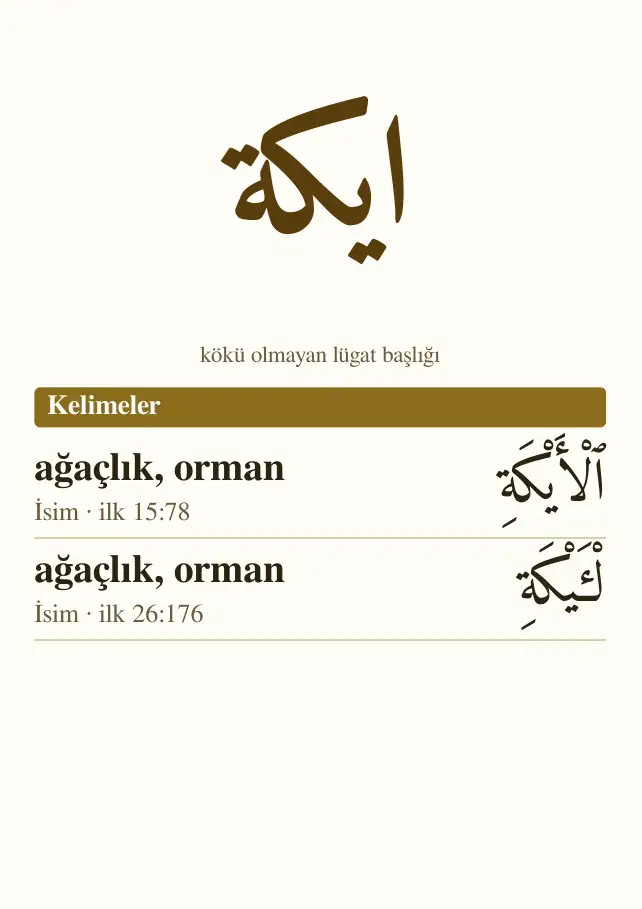 ايكة
kökü olmayan lügat başlığı
Kelimeler
ağaçlık, orman ٱلْأَيْكَةِ
İsim · ilk 15:78
ağaçlık, orman لْـَٔيْكَةِ
İsim · ilk 26:176